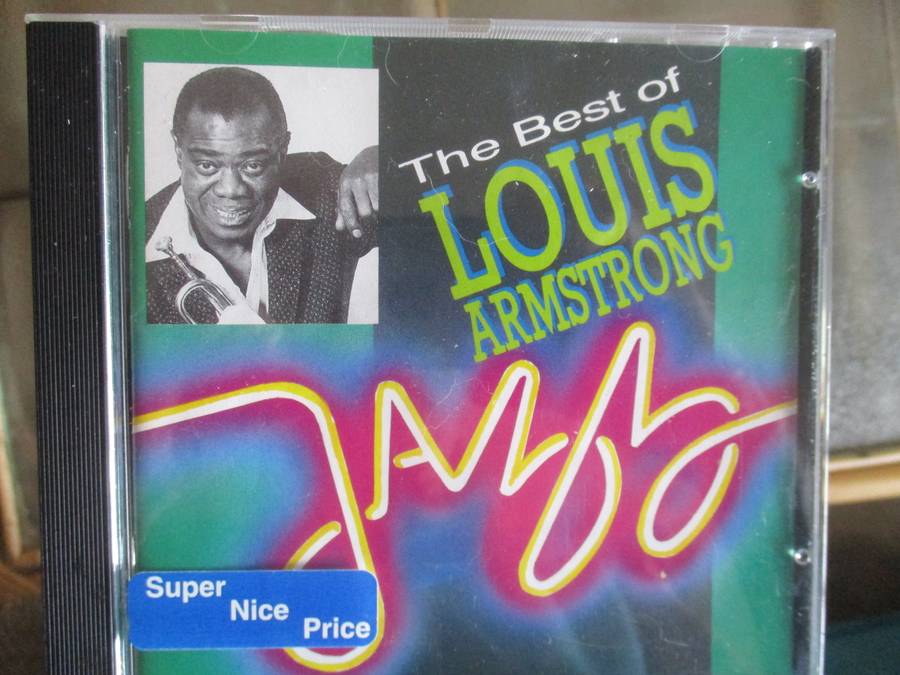 The Best of
LOUIS
ARMSTRONG
JAZZ
Super
Nice
Price